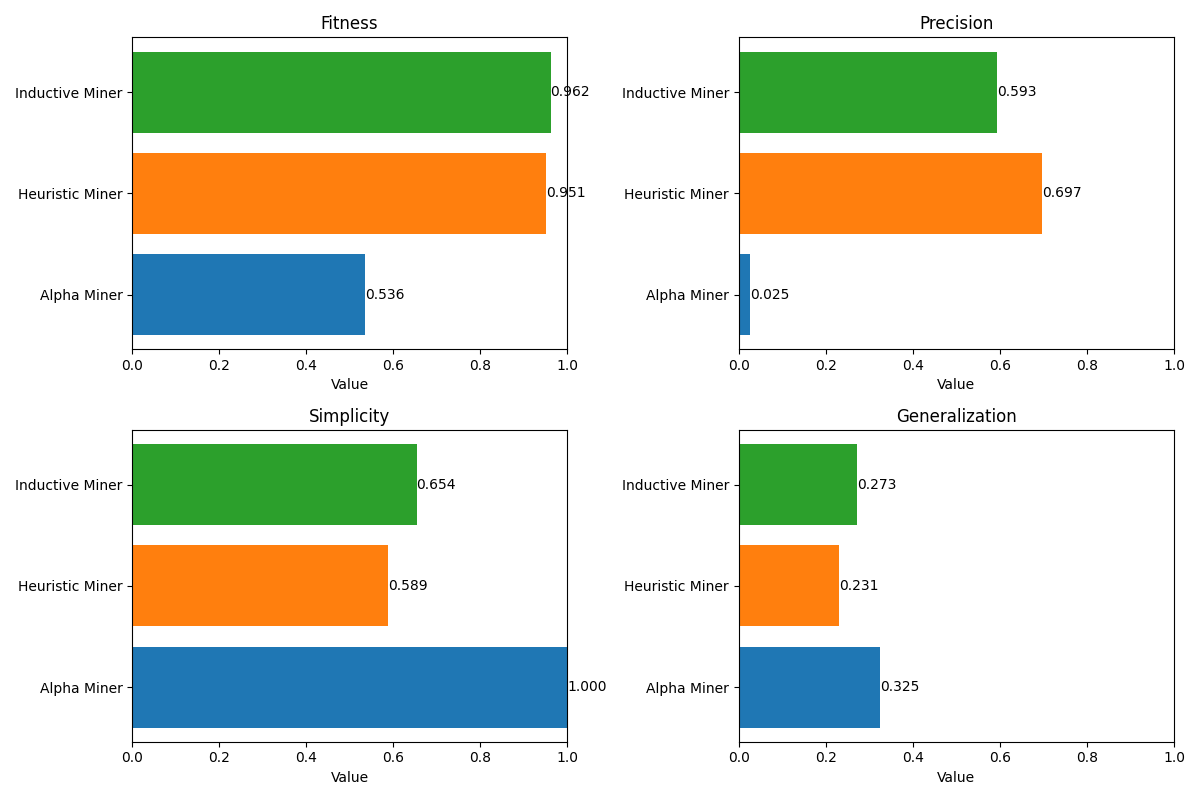 Fitness
Inductive Miner
0.962
Heuristic Miner
0.951
Alpha Miner
0.536
0.0 0.2 0.4 0.6 0.8 1.0
Value
Precision
Inductive Miner
0.593
Heuristic Miner
0.697
Alpha Miner
0.025
0.0 0.2 0.4 0.6 0.8 1.0
Value
Simplicity
Inductive Miner
0.654
Heuristic Miner
0.589
Alpha Miner
1.000
0.0 0.2 0.4 0.6 0.8 1.0
Value
Generalization
Inductive Miner
0.273
Heuristic Miner
0.231
Alpha Miner
0.325
0.0 0.2 0.4 0.6 0.8 1.0
Value